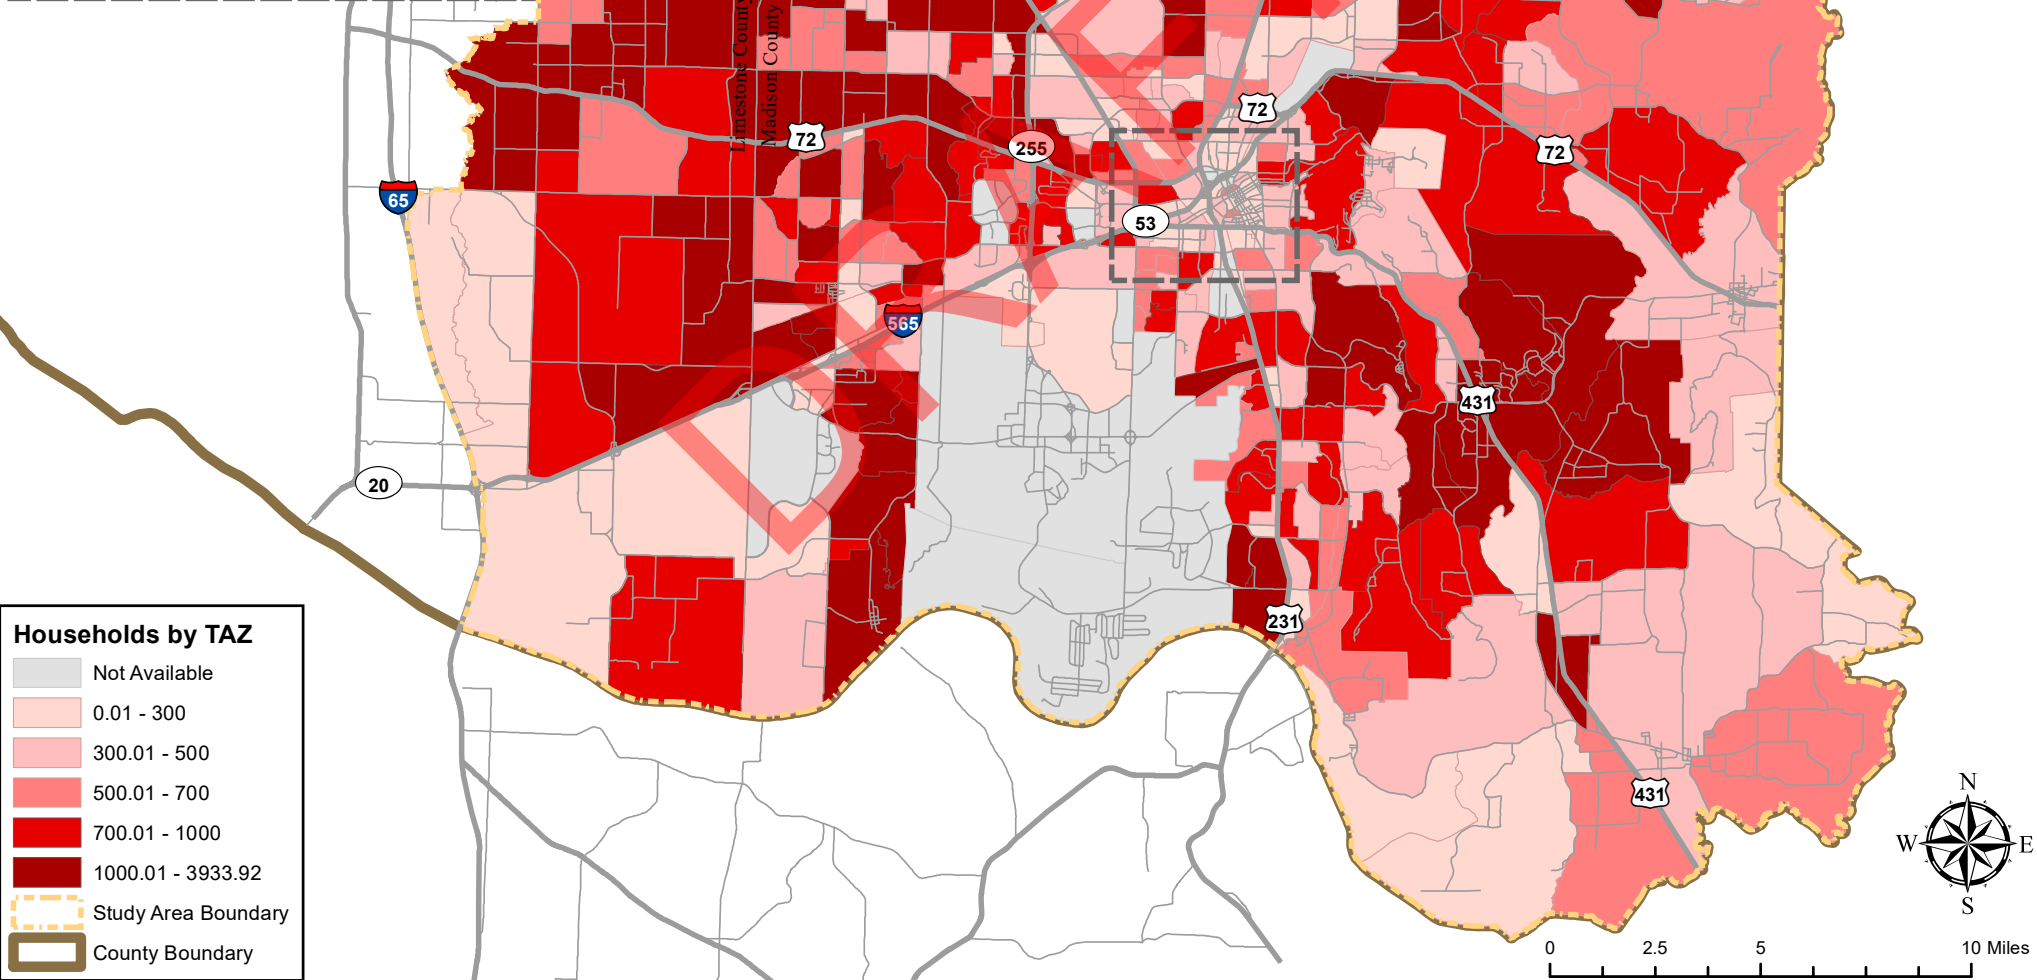 Limestone County
Madison County
72
72
255
72
65
53
565
431
20
231
431
Households by TAZ
Not Available
0.01 - 300
300.01 - 500
500.01 - 700
700.01 - 1000
1000.01 - 3933.92
Study Area Boundary
County Boundary
N
W
E
S
0
2.5
5
10 Miles